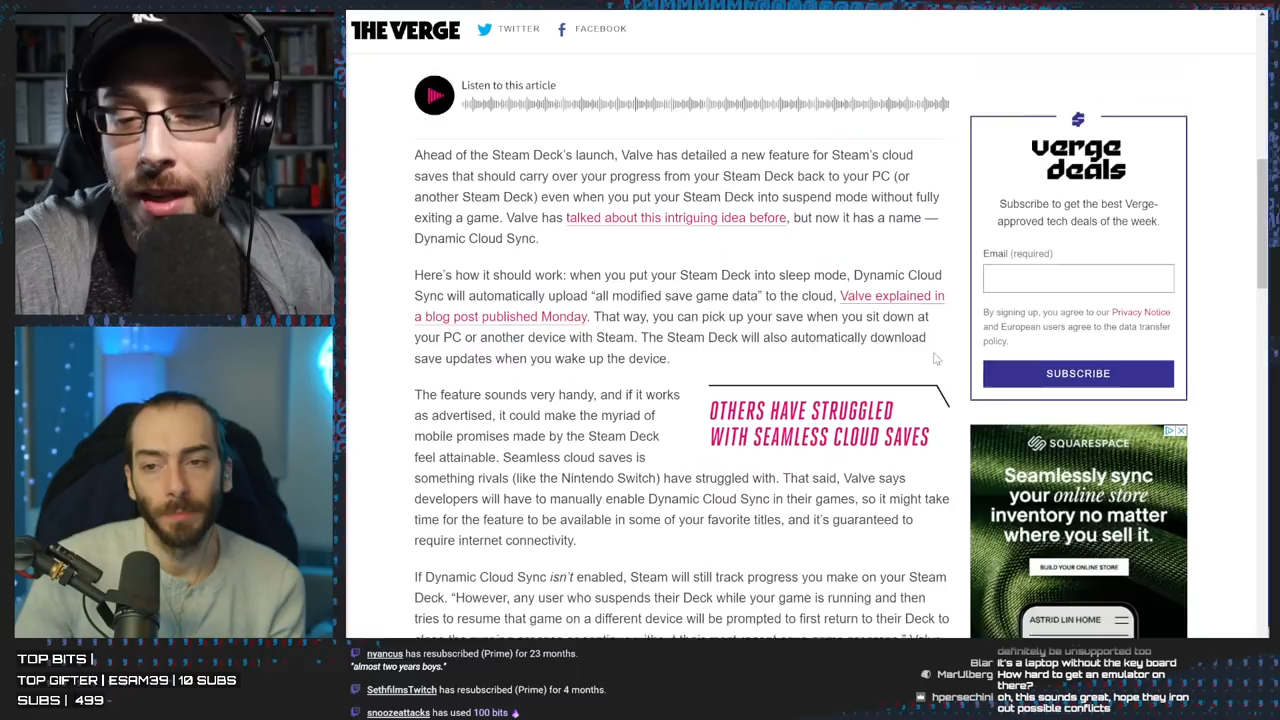 THE VERGE
TWITTER
FACEBOOK
Listen to this article
Ahead of the Steam Deck's launch, Valve has detailed a new feature for Steam's cloud
saves that should carry over your progress from your Steam Deck back to your PC (or
another Steam Deck) even when you put your Steam Deck into suspend mode without fully
exiting a game. Valve has talked about this intriguing idea before, but now it has a name —
Dynamic Cloud Sync.
Here's how it should work: when you put your Steam Deck into sleep mode, Dynamic Cloud
Sync will automatically upload “all modified save game data” to the cloud, Valve explained in
a blog post published Monday. That way, you can pick up your save when you sit down at
your PC or another device with Steam. The Steam Deck will also automatically download
save updates when you wake up the device.
The feature sounds very handy, and if it works
as advertised, it could make the myriad of
mobile promises made by the Steam Deck
feel attainable. Seamless cloud saves is
something rivals (like the Nintendo Switch) have struggled with. That said, Valve says
developers will have to manually enable Dynamic Cloud Sync in their games, so it might take
time for the feature to be available in some of your favorite titles, and it's guaranteed to
require internet connectivity.
OTHERS HAVE STRUGGLED
WITH SEAMLESS CLOUD SAVES
If Dynamic Cloud Sync isn't enabled, Steam will still track progress you make on your Steam
Deck. “However, any user who suspends their Deck while your game is running and then
tries to resume that game on a different device will be prompted to first return to their Deck to
verge
deals
Subscribe to get the best Verge-
approved tech deals of the week.
Email (required)
By signing up, you agree to our Privacy Notice
and European users agree to the data transfer
policy.
SUBSCRIBE
SQUARESPACE
Seamlessly sync
your online store
inventory no matter
where you sell it.
BUILD YOUR ONLINE STORE
ASTRID LIN HOME
TOP BITS |
TOP GIFTER | ESAM39 | 10 SUBS
SUBS | 499
nyancus has resubscribed (Prime) for 23 months.
"almost two years boys."
SethfilmsTwitch has resubscribed (Prime) for 4 months.
snoozeattacks has used 100 bits
definitely be unsupported too
Blar it's a laptop without the key board
MarUlberg How hard to get an emulator on
there?
hpersechini oh, this sounds great, hope they iron
out possible conflicts